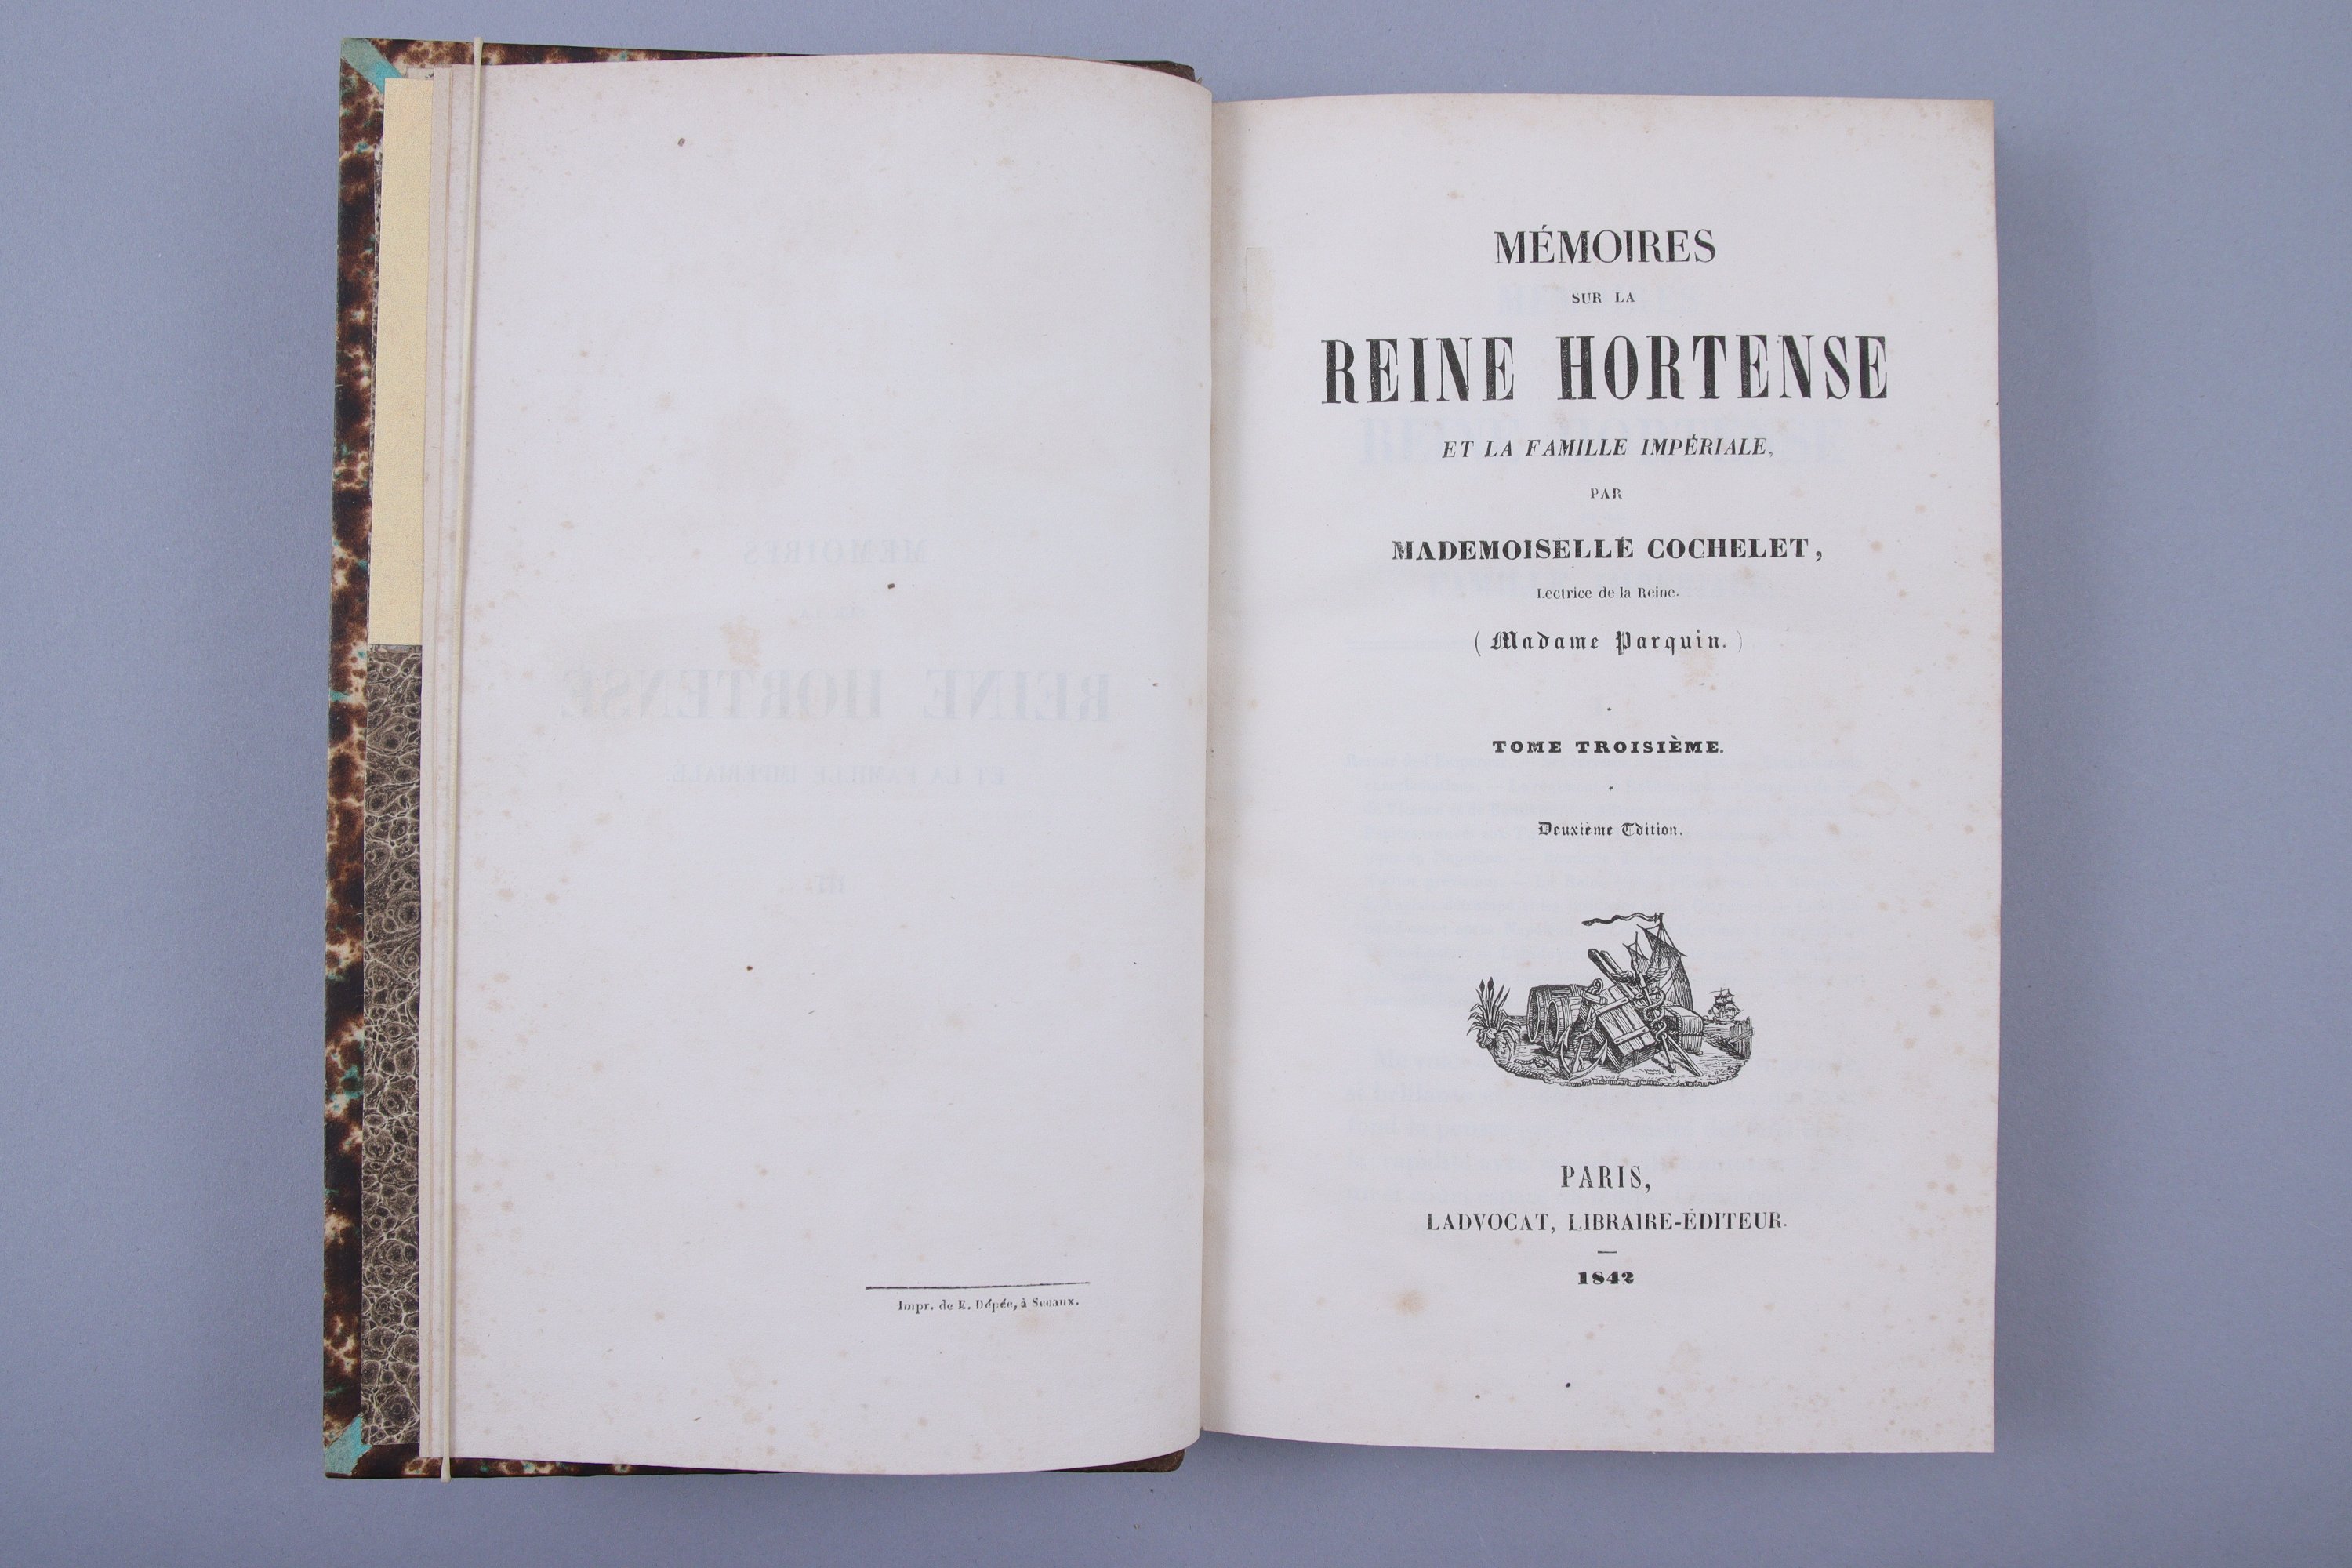 Impr. de E. Dépée, à Sceaux.
MÉMOIRES
SUR LA
REINE HORTENSE
ET LA FAMILLE IMPÉRIALE,
PAR
MADEMOISELLE COCHELET,
Lectrice de la Reine.
(Madame Parquin.)
TOME TROISIÈME.
Deuxième Édition.
PARIS,
LADVOCAT, LIBRAIRE-ÉDITEUR.
1842